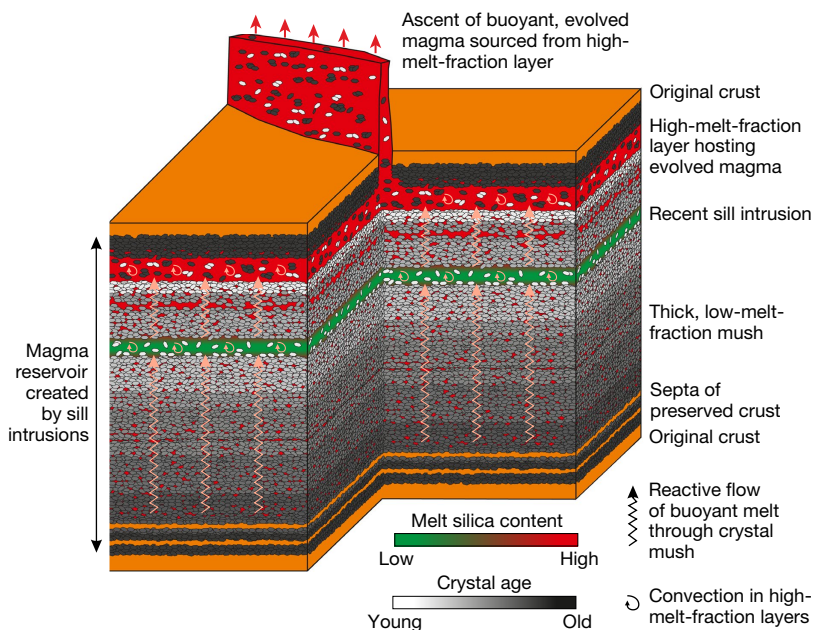 Ascent of buoyant, evolved
magma sourced from high-
melt-fraction layer
Original crust
High-melt-fraction
layer hosting
evolved magma
Recent sill intrusion
Thick, low-melt-
fraction mush
Septa of
preserved crust
Original crust
Magma
reservoir
created
by sill
intrusions
Reactive flow
of buoyant melt
through crystal
mush
Melt silica content
Low High
Crystal age
Young Old
Convection in high-
melt-fraction layers